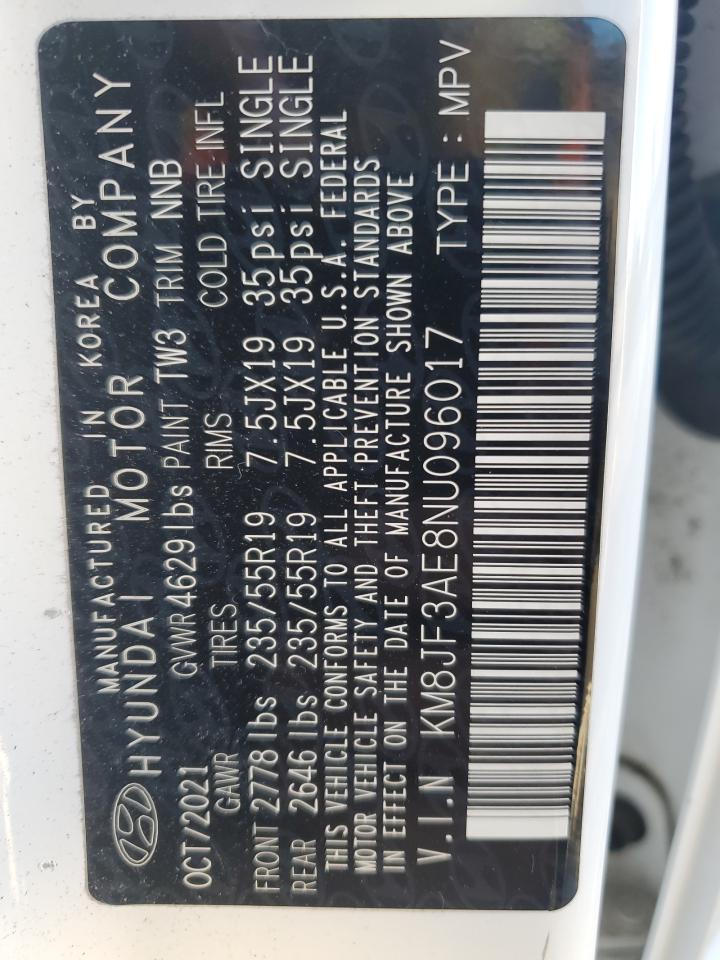 MANUFACTURED IN KOREA BY
HYUNDAI MOTOR COMPANY
OCT/2021 GVWR 4629 lbs PAINT TW3 TRIM NNB
GAWR TIRES RIMS COLD TIRE INFL
FRONT 2778 lbs 235/55R19 7.5JX19 35psi SINGLE
REAR 2646 lbs 235/55R19 7.5JX19 35psi SINGLE
THIS VEHICLE CONFORMS TO ALL APPLICABLE U.S.A. FEDERAL
MOTOR VEHICLE SAFETY AND THEFT PREVENTION STANDARDS
IN EFFECT ON THE DATE OF MANUFACTURE SHOWN ABOVE
V.I.N KM8JF3AE8NU096017 TYPE : MPV